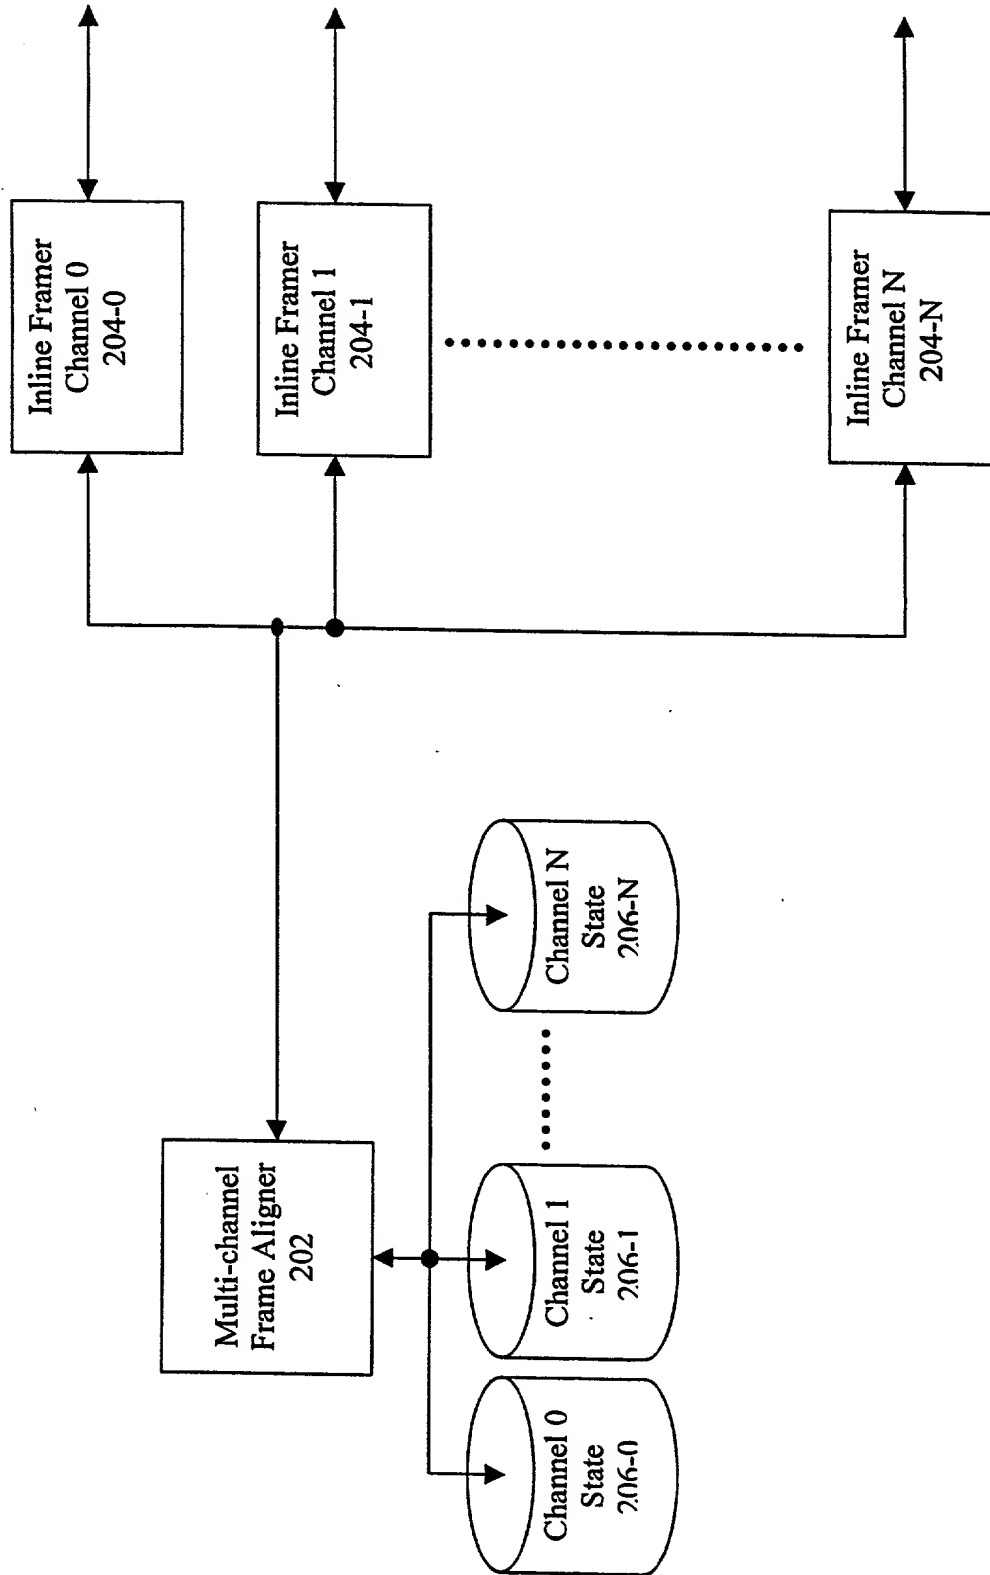 Inline Framer
Channel 0
204-0
Inline Framer
Channel 1
204-1
Inline Framer
Channel N
204-N
Multi-channel
Frame Aligner
202
Channel 0
State
206-0
Channel 1
State
206-1
Channel N
State
206-N